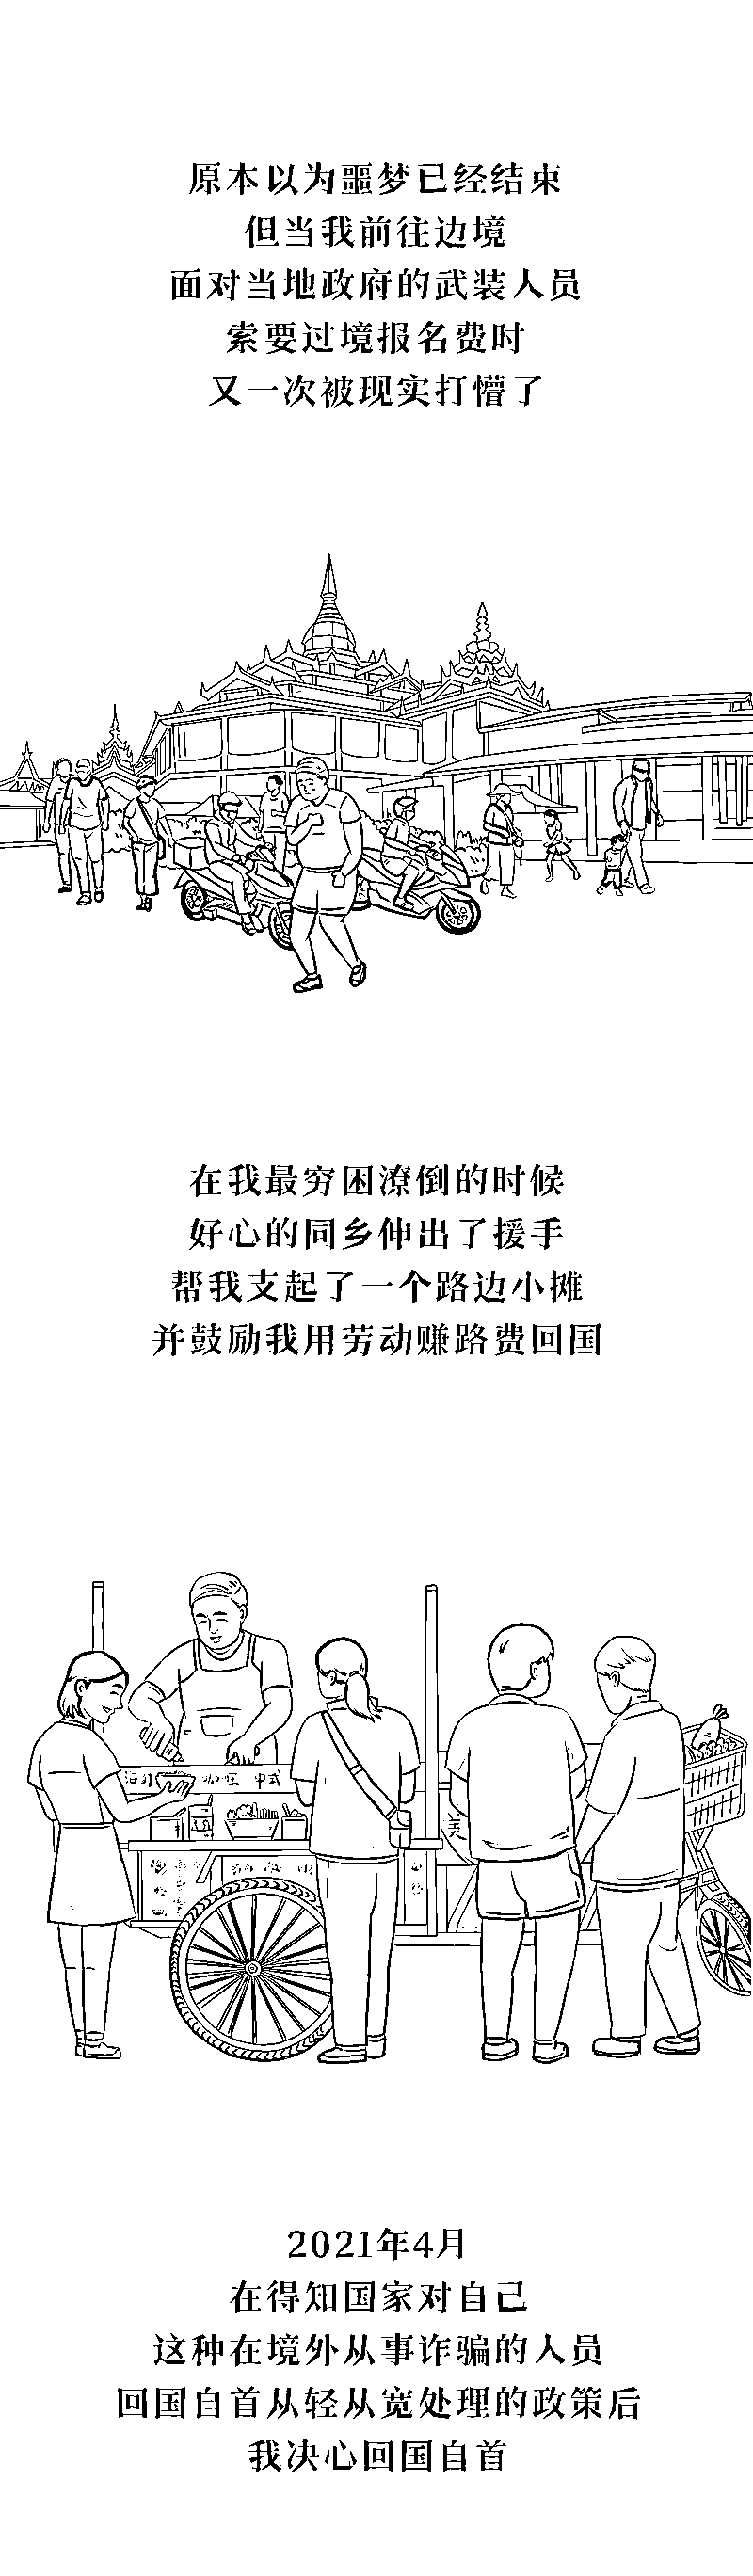 原本以为噩梦已经结束
但当我前往边境
面对当地政府的武装人员
索要过境报名费时
又一次被现实打懵了
在我最穷困潦倒的时候
好心的同乡伸出了援手
帮我支起了一个路边小摊
并鼓励我用劳动赚路费回国
咖喱 中式
美
2021年4月
在得知国家对自己
这种在境外从事诈骗的人员
回国自首从轻从宽处理的政策后
我决心回国自首